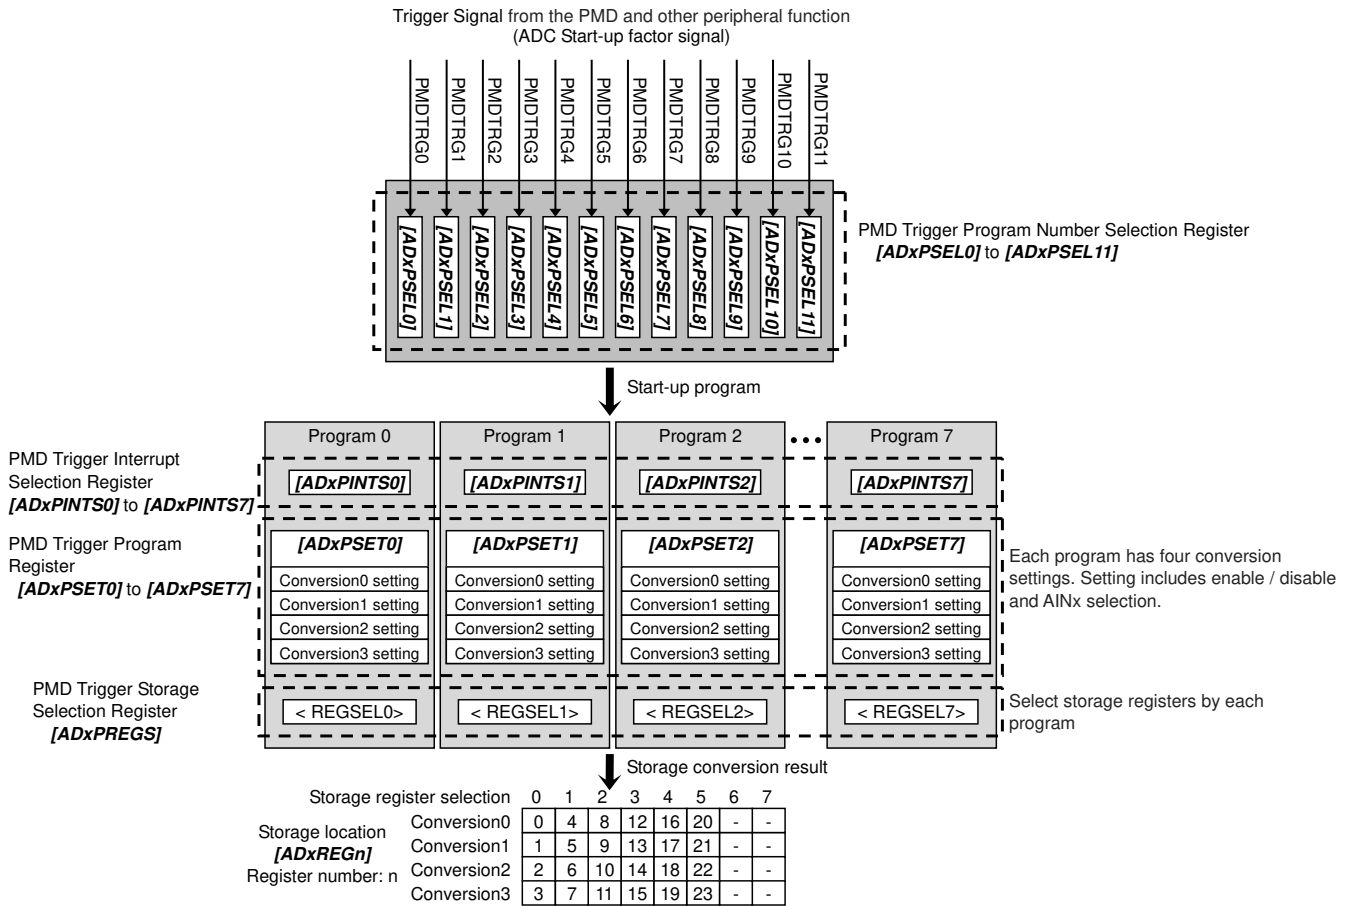 Trigger Signal from the PMD and other peripheral function
(ADC Start-up factor signal)
PMDTRG0
PMDTRG1
PMDTRG2
PMDTRG3
PMDTRG4
PMDTRG5
PMDTRG6
PMDTRG7
PMDTRG8
PMDTRG9
PMDTRG10
PMDTRG11
[ADxPSEL0]
[ADxPSEL1]
[ADxPSEL2]
[ADxPSEL3]
[ADxPSEL4]
[ADxPSEL5]
[ADxPSEL6]
[ADxPSEL7]
[ADxPSEL8]
[ADxPSEL9]
[ADxPSEL10]
[ADxPSEL11]
PMD Trigger Program Number Selection Register
[ADxPSEL0] to [ADxPSEL11]
Start-up program
Program 0 Program 1 Program 2 ••• Program 7
PMD Trigger Interrupt
Selection Register
[ADxPINTS0] to [ADxPINTS7]
[ADxPINTS0] [ADxPINTS1] [ADxPINTS2] [ADxPINTS7]
PMD Trigger Program
Register
[ADxPSET0] to [ADxPSET7]
[ADxPSET0] [ADxPSET1] [ADxPSET2] [ADxPSET7]
Conversion0 setting Conversion0 setting Conversion0 setting Conversion0 setting
Conversion1 setting Conversion1 setting Conversion1 setting Conversion1 setting
Conversion2 setting Conversion2 setting Conversion2 setting Conversion2 setting
Conversion3 setting Conversion3 setting Conversion3 setting Conversion3 setting
Each program has four conversion
settings. Setting includes enable / disable
and AINx selection.
PMD Trigger Storage
Selection Register
[ADxPREGS]
< REGSEL0> < REGSEL1> < REGSEL2> < REGSEL7>
Select storage registers by each
program
Storage conversion result
Storage register selection 0 1 2 3 4 5 6 7
Storage location
[ADxREGn]
Register number: n
Conversion0 0 4 8 12 16 20 - -
Conversion1 1 5 9 13 17 21 - -
Conversion2 2 6 10 14 18 22 - -
Conversion3 3 7 11 15 19 23 - -